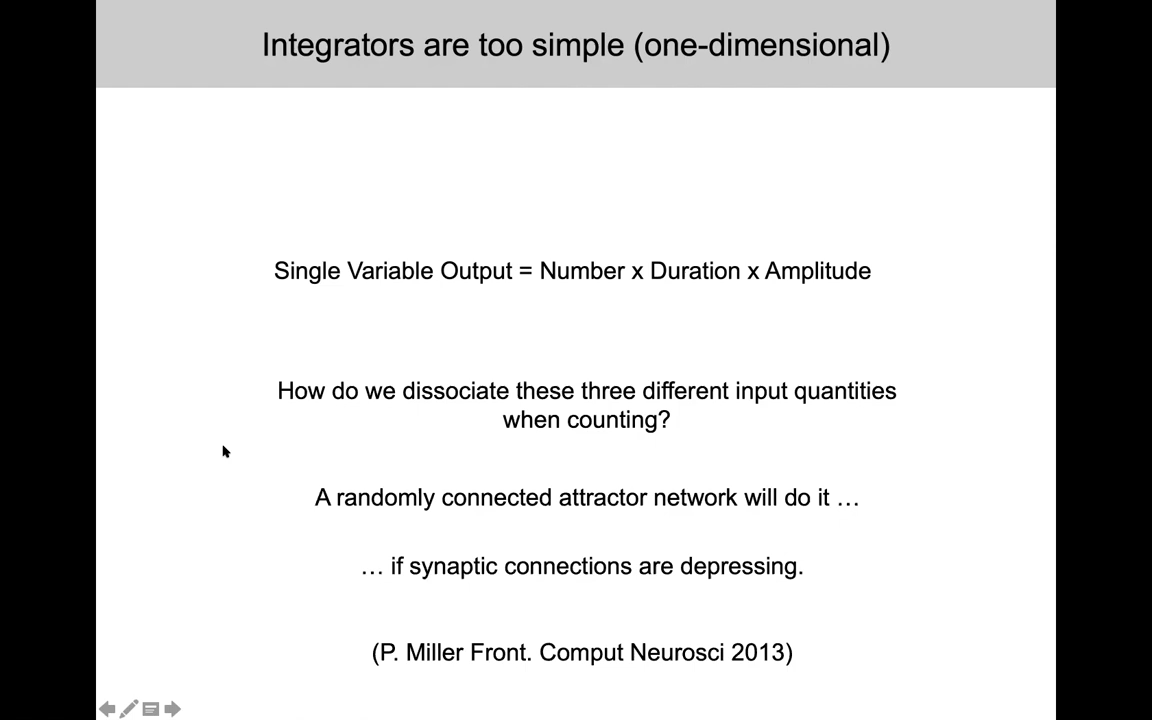 Integrators are too simple (one-dimensional)
Single Variable Output = Number x Duration x Amplitude
How do we dissociate these three different input quantities
when counting?
A randomly connected attractor network will do it …
… if synaptic connections are depressing.
(P. Miller Front. Comput Neurosci 2013)